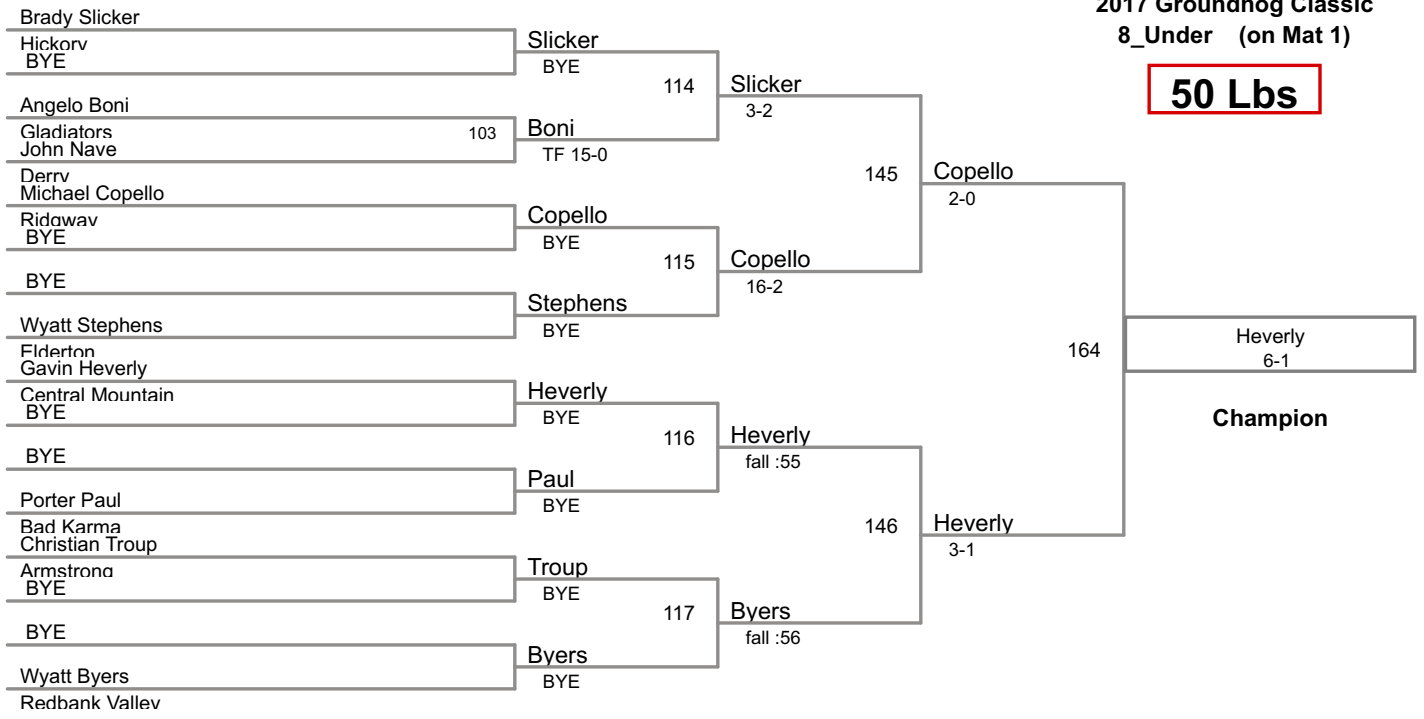 2017 Groundhog Classic
8_Under (on Mat 1)
50 Lbs
Brady Slicker
Hickory
BYE
Angelo Boni
Gladiators
John Nave
Derry
Michael Copello
Ridgway
BYE
BYE
Wyatt Stephens
Elderton
Gavin Heverly
Central Mountain
BYE
BYE
Porter Paul
Bad Karma
Christian Troup
Armstrong
BYE
BYE
Wyatt Byers
Redbank Valley
103
Slicker
BYE
Boni
TF 15-0
Copello
BYE
Stephens
BYE
Heverly
BYE
Paul
BYE
Troup
BYE
Byers
BYE
114
115
116
117
Slicker
3-2
Copello
16-2
Heverly
fall :55
Byers
fall :56
145
146
Copello
2-0
Heverly
3-1
164
Heverly
6-1
Champion